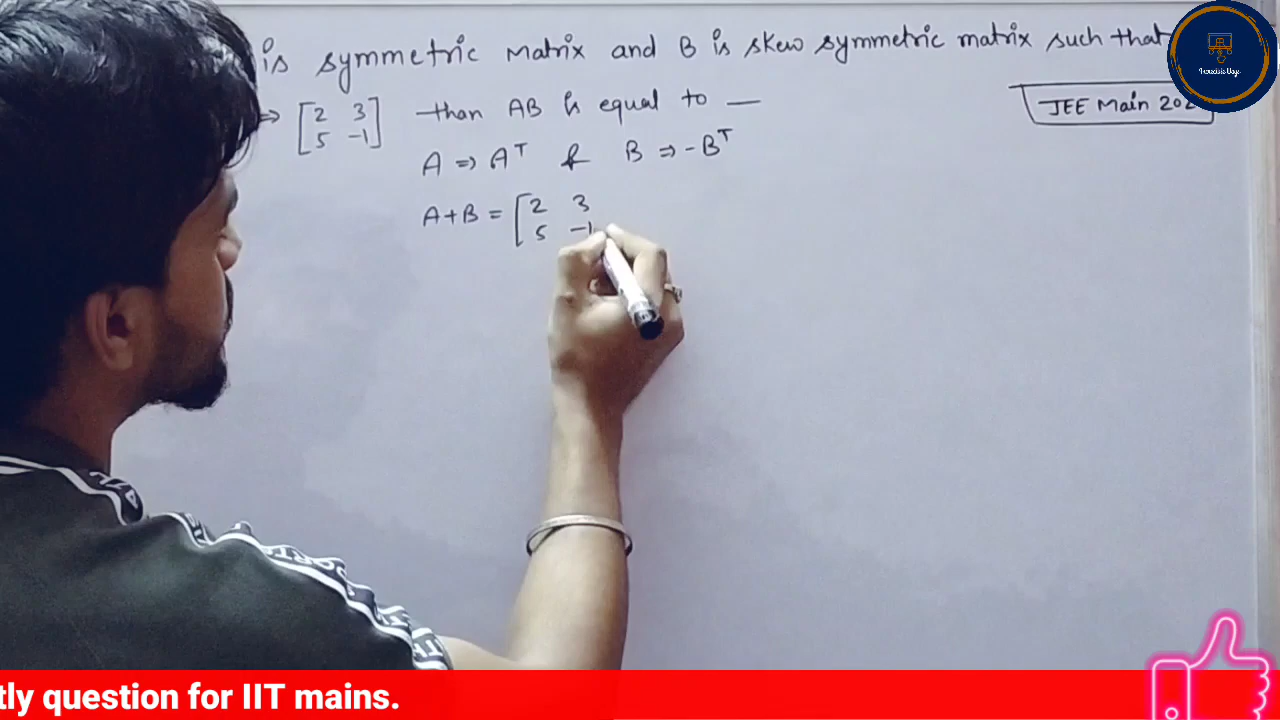 is symmetric Matrix and B is skew symmetric matrix such that
⇒ [2 3
5 -1] than AB is equal to —
JEE Main 202
A ⇒ Aᵀ & B ⇒ -Bᵀ
A+B = [2 3
5 -1
tly question for IIT mains.